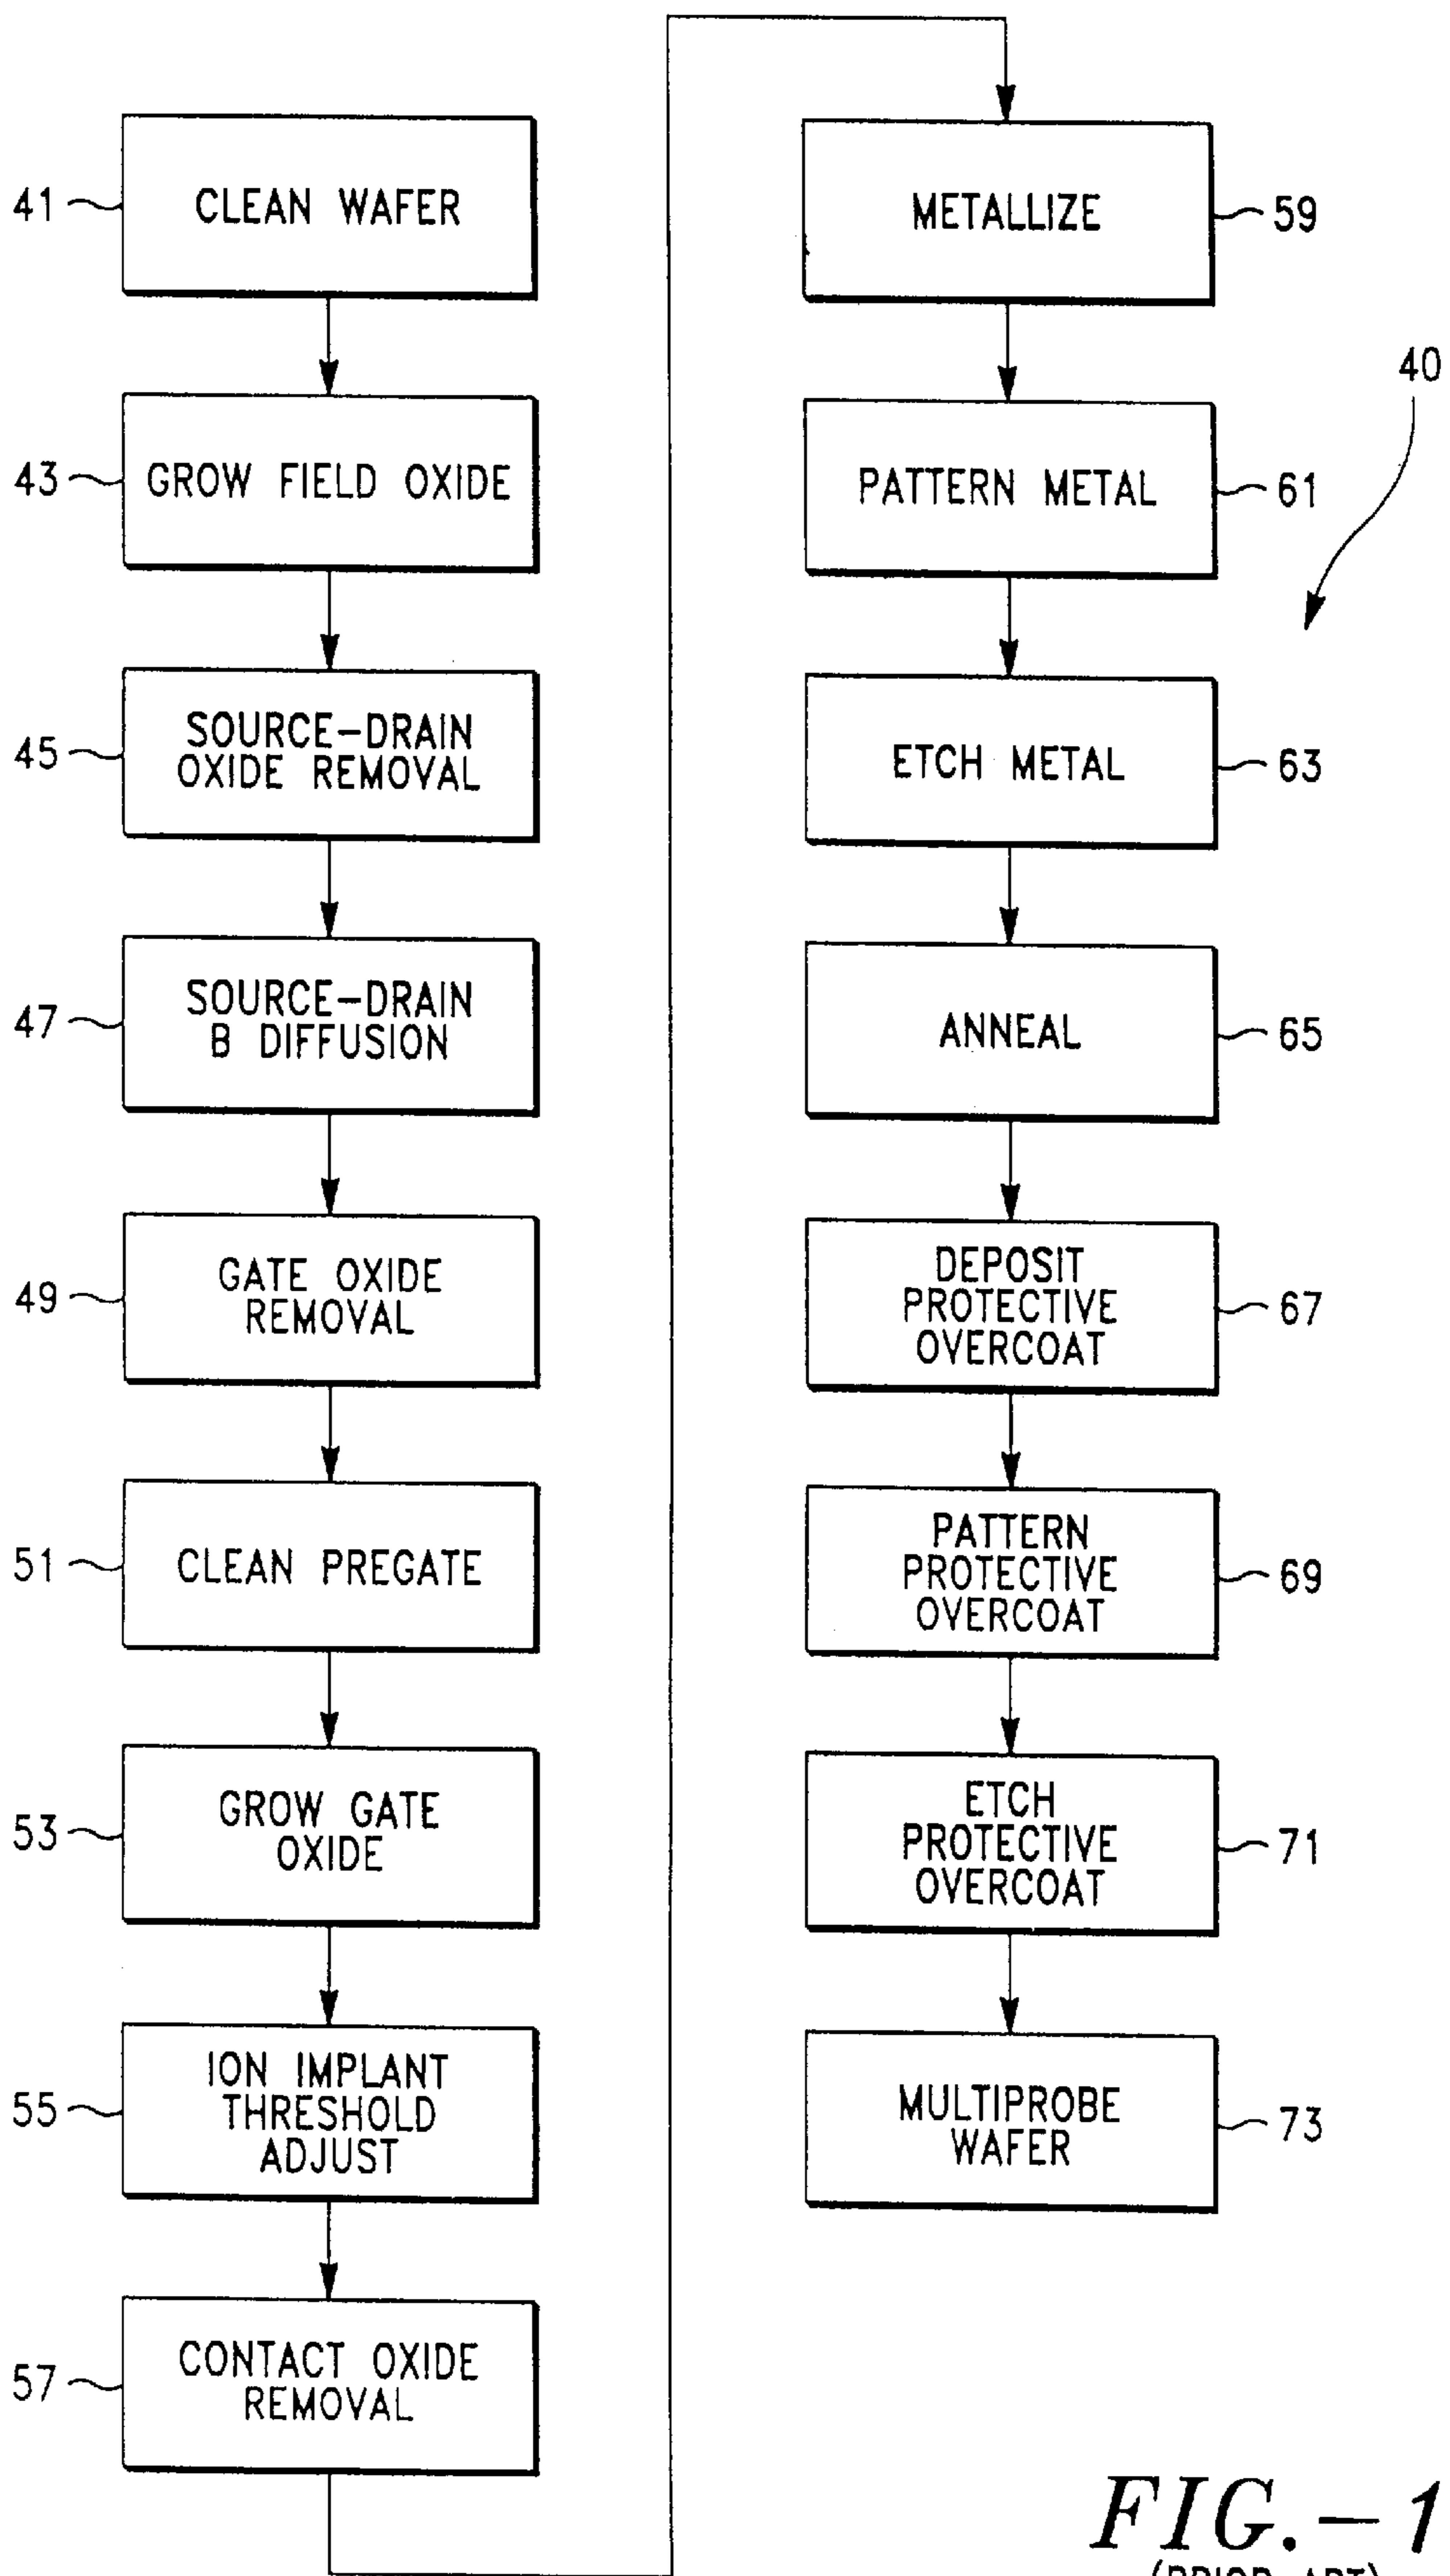 41
CLEAN WAFER
43
GROW FIELD OXIDE
45
SOURCE-DRAIN
OXIDE REMOVAL
47
SOURCE-DRAIN
B DIFFUSION
49
GATE OXIDE
REMOVAL
51
CLEAN PREGATE
53
GROW GATE
OXIDE
55
ION IMPLANT
THRESHOLD
ADJUST
57
CONTACT OXIDE
REMOVAL
METALLIZE
59
40
PATTERN METAL
61
ETCH METAL
63
ANNEAL
65
DEPOSIT
PROTECTIVE
OVERCOAT
67
PATTERN
PROTECTIVE
OVERCOAT
69
ETCH
PROTECTIVE
OVERCOAT
71
MULTIPROBE
WAFER
73
FIG.-1
(PRIOR ART)